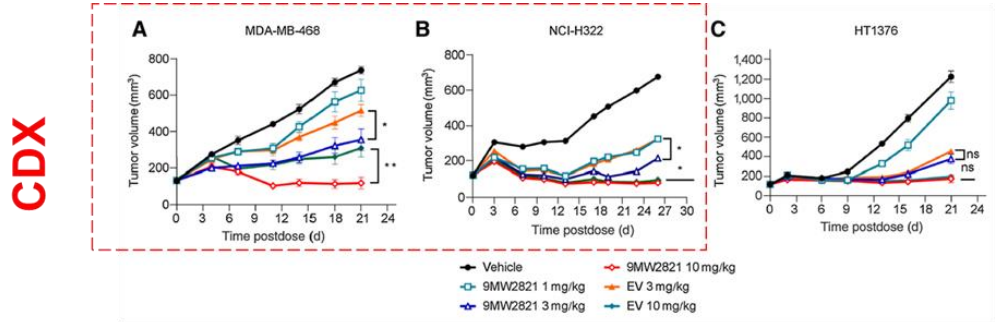 CDX
A
MDA-MB-468
Tumor volume (mm³)
800
600
400
200
0
0 3 6 9 12 15 18 21 24
Time postdose (d)
*
**
B
NCI-H322
Tumor volume (mm³)
800
600
400
200
0
0 3 6 9 12 15 18 21 24 27 30
Time postdose (d)
*
*
C
HT1376
Tumor volume (mm³)
1,400
1,200
1,000
800
600
400
200
0
0 3 6 9 12 15 18 21 24
Time postdose (d)
ns
ns
Vehicle
9MW2821 1 mg/kg
9MW2821 3 mg/kg
9MW2821 10 mg/kg
EV 3 mg/kg
EV 10 mg/kg